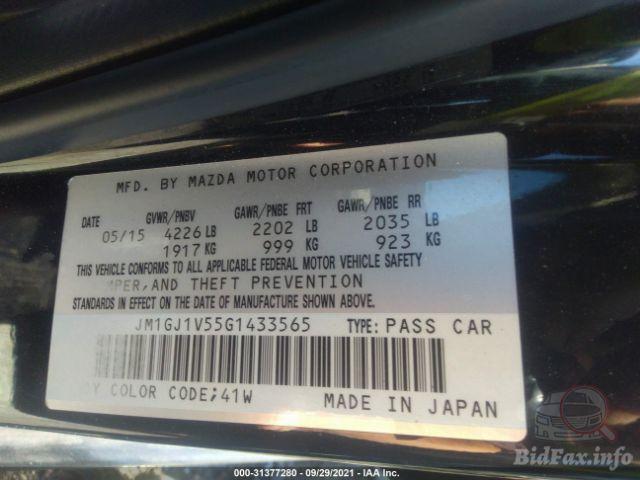 MFD. BY MAZDA MOTOR CORPORATION
DATE GVWR/PNBV GAWR/PNBE FRT GAWR/PNBE RR
05/15 4226 LB 2202 LB 2035 LB
1917 KG 999 KG 923 KG
THIS VEHICLE CONFORMS TO ALL APPLICABLE FEDERAL MOTOR VEHICLE SAFETY
MPER, AND THEFT PREVENTION
STANDARDS IN EFFECT ON THE DATE OF MANUFACTURE SHOWN ABOVE.
JM1GJ1V55G1433565 TYPE: PASS CAR
DY COLOR CODE;41W MADE IN JAPAN
BidFax.info
000-31377280 - 09/29/2021 - IAA Inc.